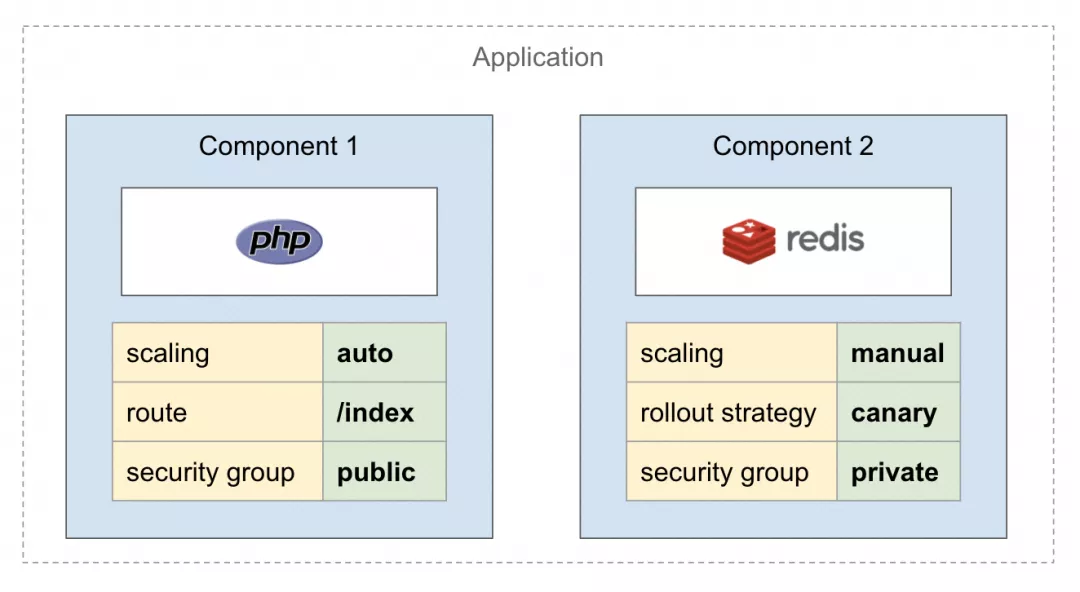 Application
Component 1
php
scaling auto
route /index
security group public
Component 2
redis
scaling manual
rollout strategy canary
security group private